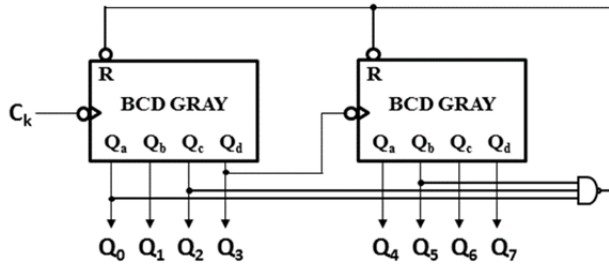 R R
BCD GRAY BCD GRAY
Ck
Qa Qb Qc Qd Qa Qb Qc Qd
Q0 Q1 Q2 Q3 Q4 Q5 Q6 Q7